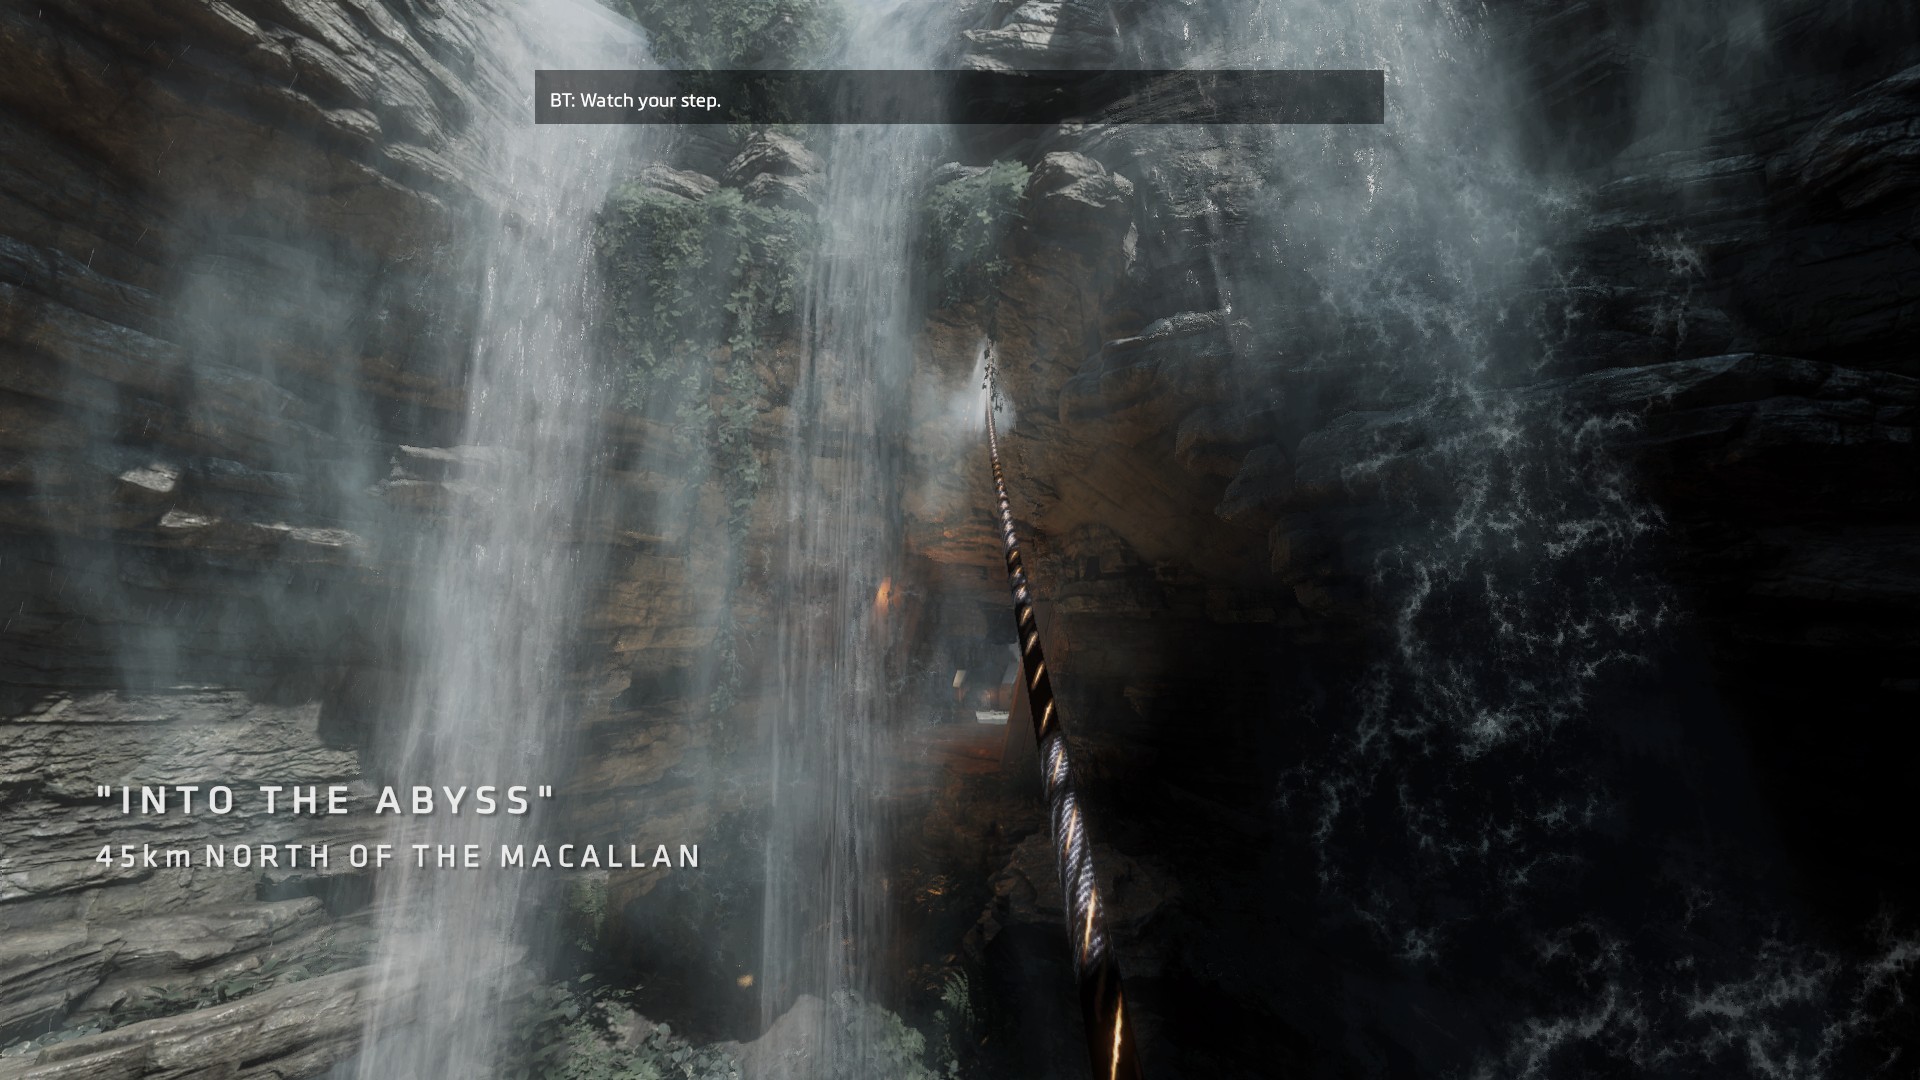 BT: Watch your step.
"INTO THE ABYSS"
45km NORTH OF THE MACALLAN